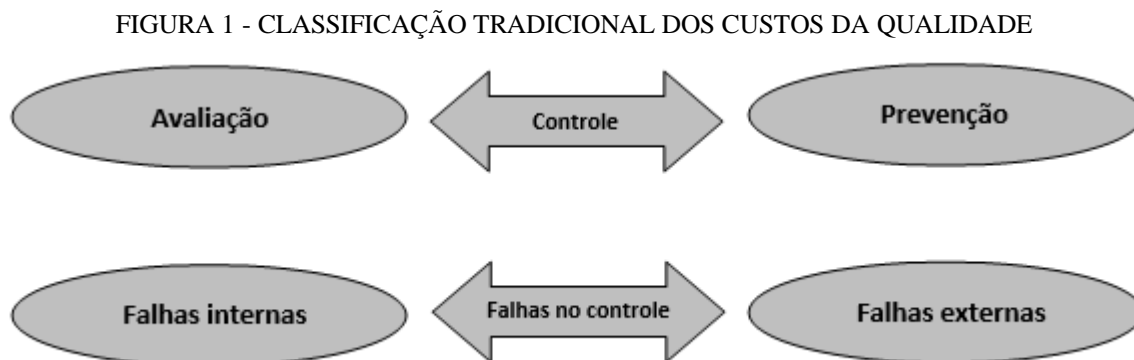 FIGURA 1 - CLASSIFICAÇÃO TRADICIONAL DOS CUSTOS DA QUALIDADE
Avaliação
Controle
Prevenção
Falhas internas
Falhas no controle
Falhas externas